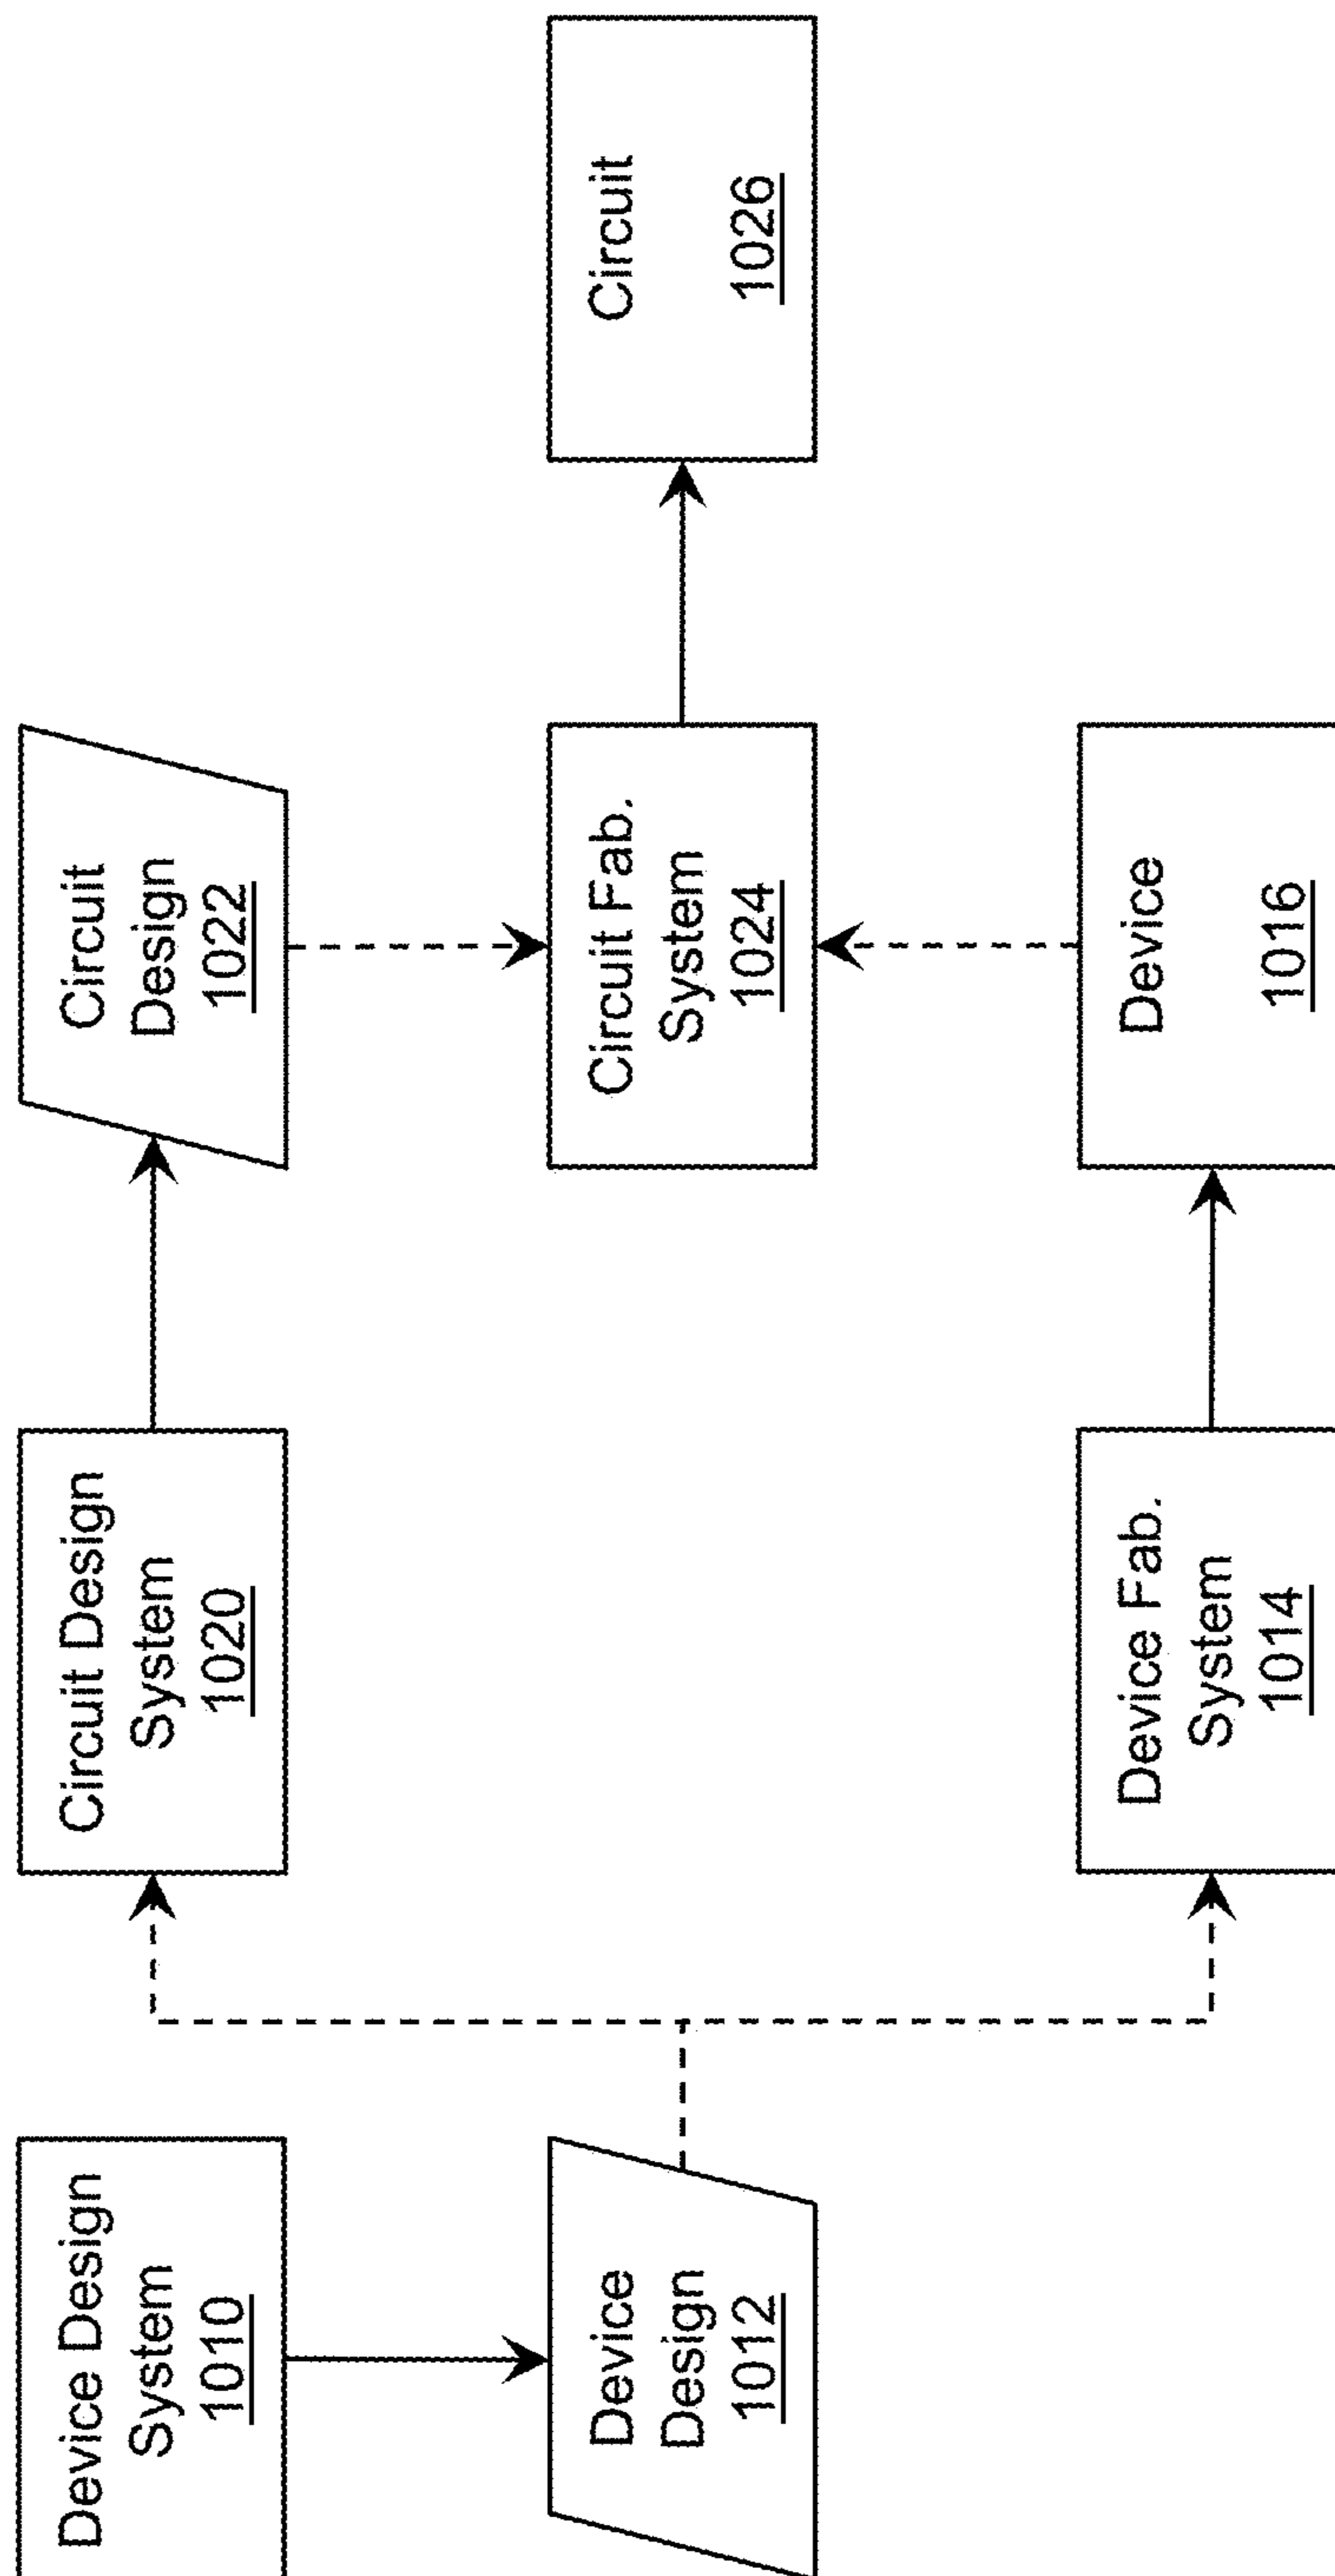 Device Design
System
1010
Device
Design
1012
Circuit Design
System
1020
Device Fab.
System
1014
Circuit
Design
1022
Circuit Fab.
System
1024
Device
1016
Circuit
1026